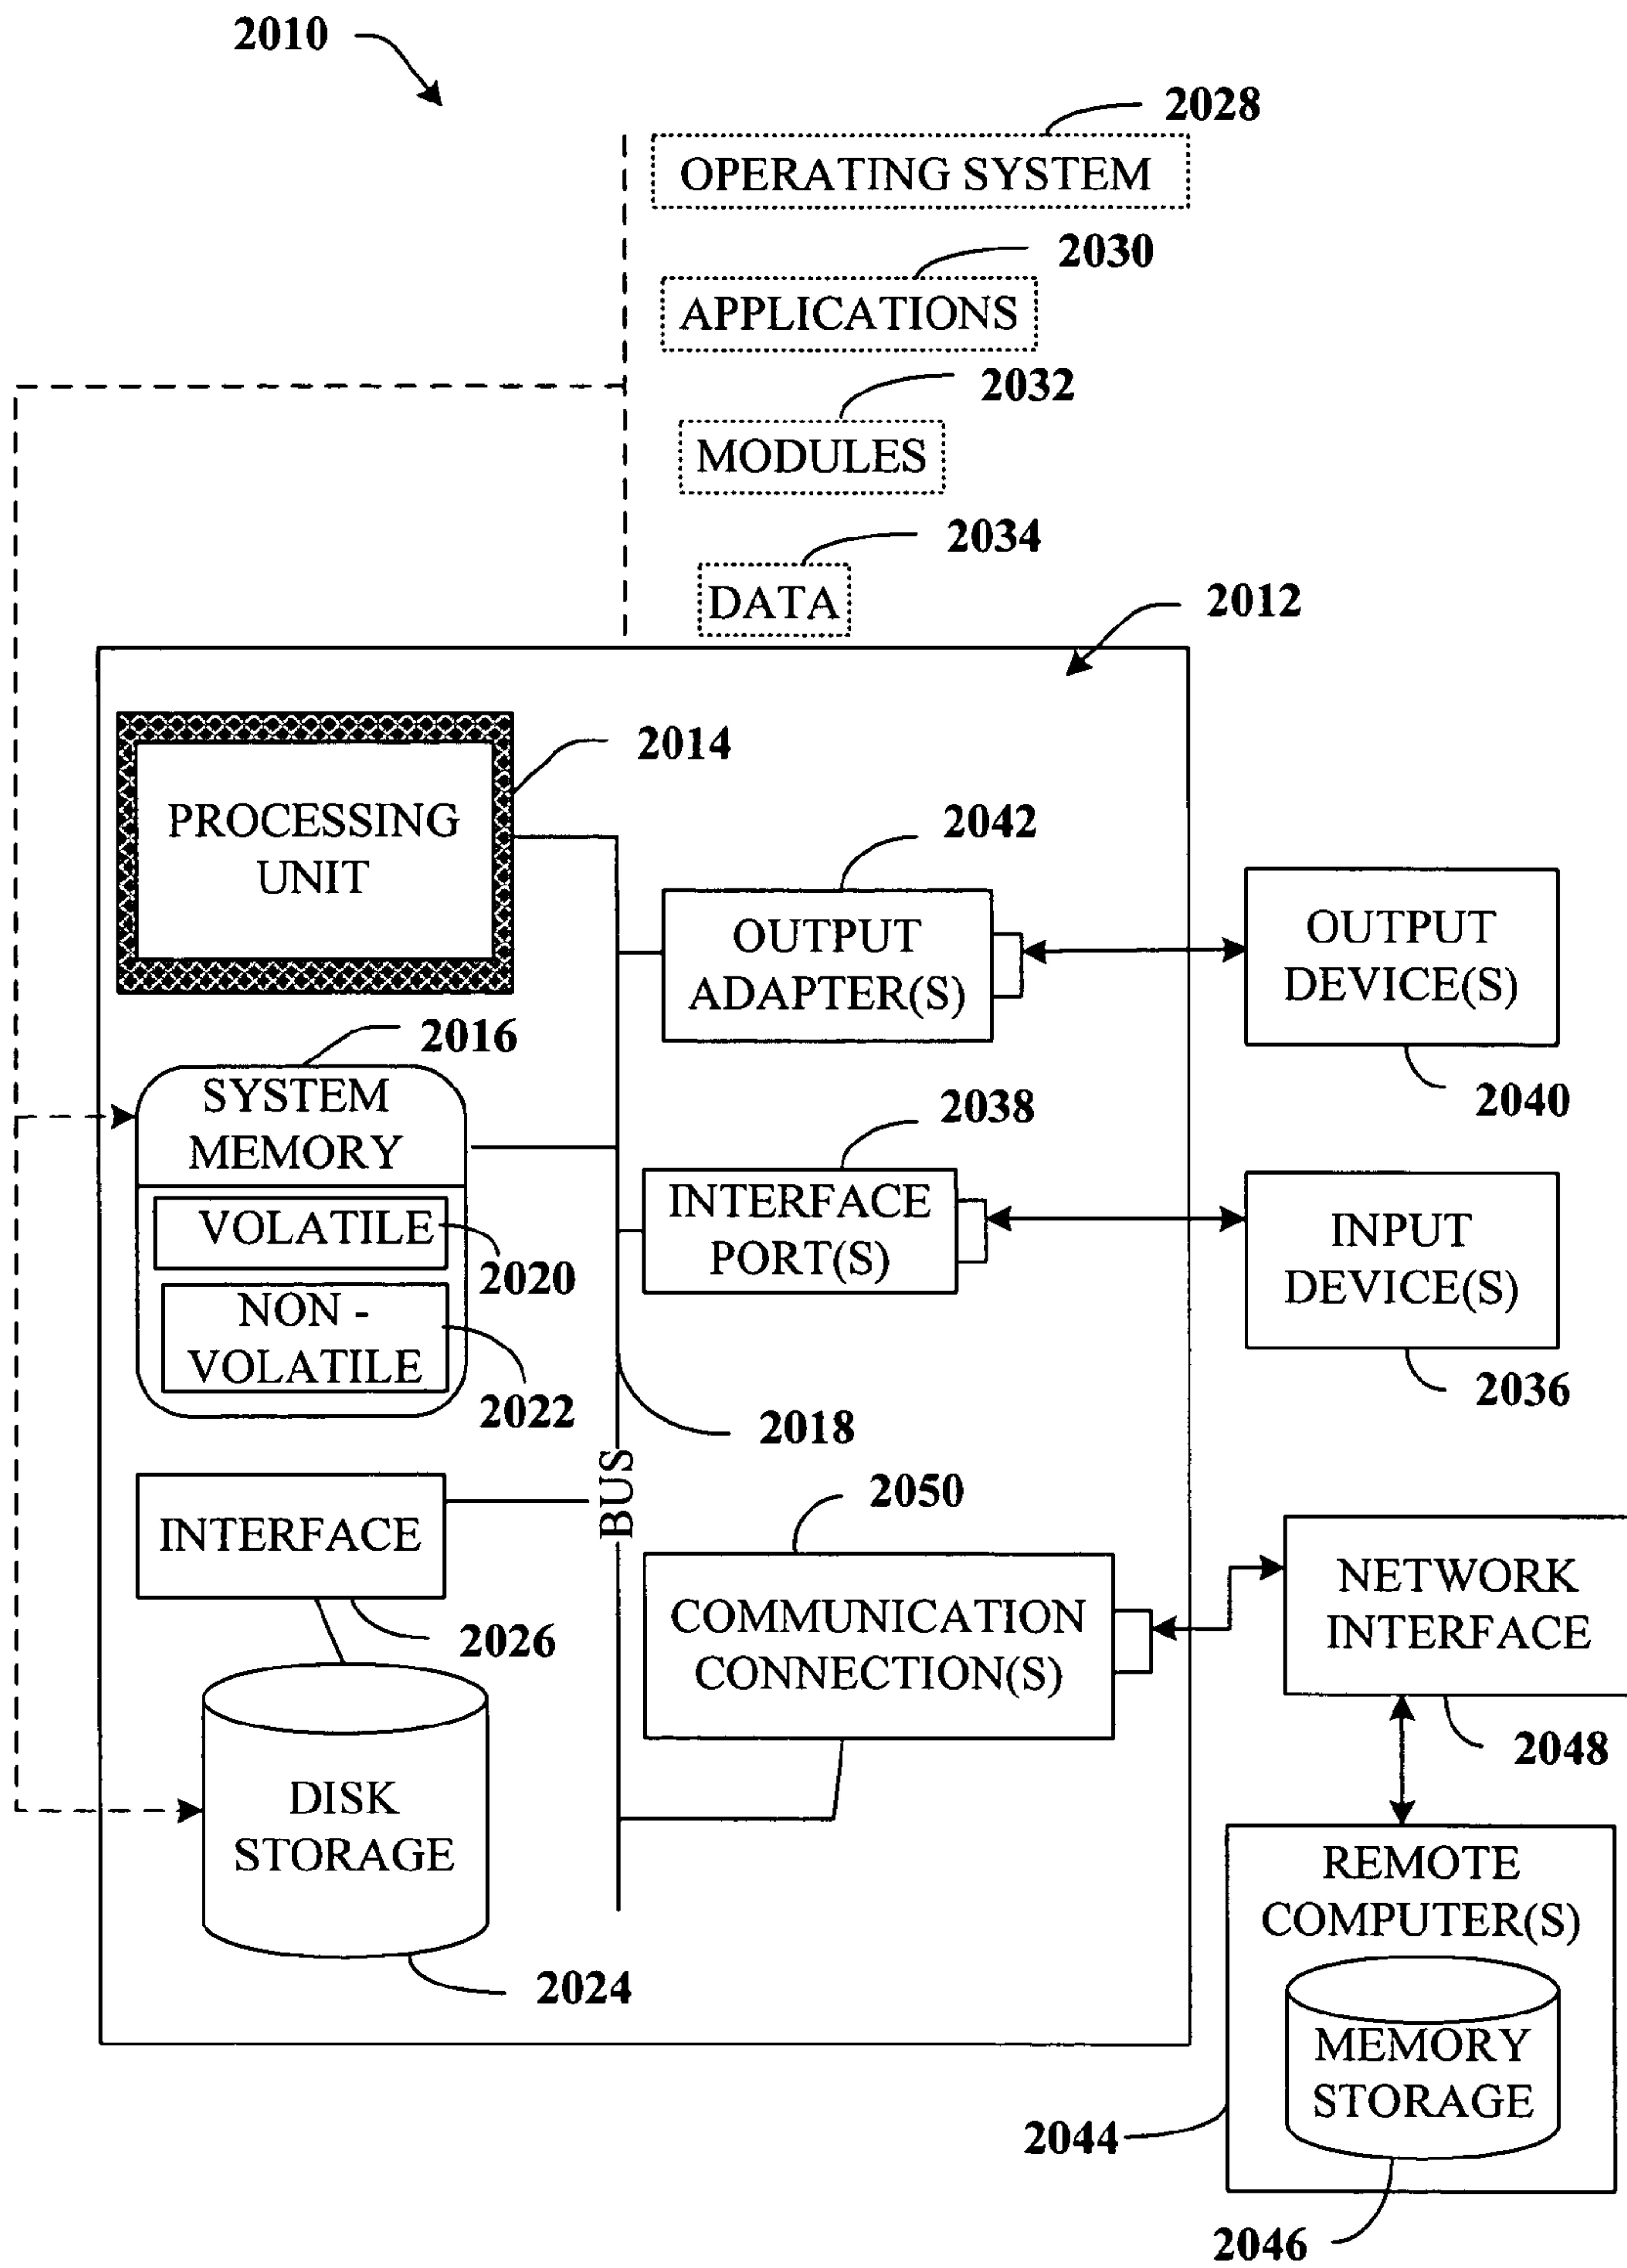 2010
2028
OPERATING SYSTEM
2030
APPLICATIONS
2032
MODULES
2034
DATA
2012
2014
PROCESSING
UNIT
2042
OUTPUT
ADAPTER(S)
OUTPUT
DEVICE(S)
2040
2016
SYSTEM
MEMORY
VOLATILE
2020
NON -
VOLATILE
2022
2038
INTERFACE
PORT(S)
INPUT
DEVICE(S)
2036
2018
BUS
INTERFACE
2026
2050
COMMUNICATION
CONNECTION(S)
NETWORK
INTERFACE
2048
DISK
STORAGE
2024
REMOTE
COMPUTER(S)
MEMORY
STORAGE
2044
2046